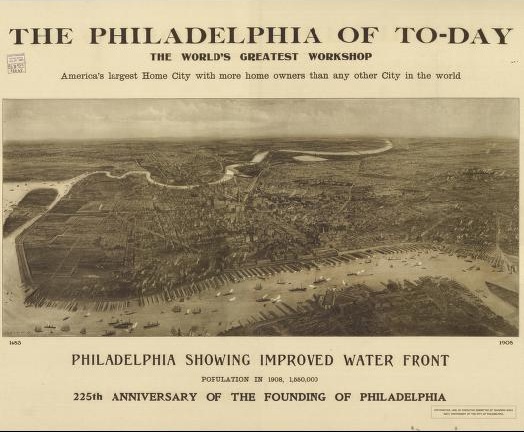 THE PHILADELPHIA OF TO-DAY
THE WORLD'S GREATEST WORKSHOP
America's largest Home City with more home owners than any other City in the world
1683
1908
PHILADELPHIA SHOWING IMPROVED WATER FRONT
POPULATION IN 1908, 1,550,000
225th ANNIVERSARY OF THE FOUNDING OF PHILADELPHIA